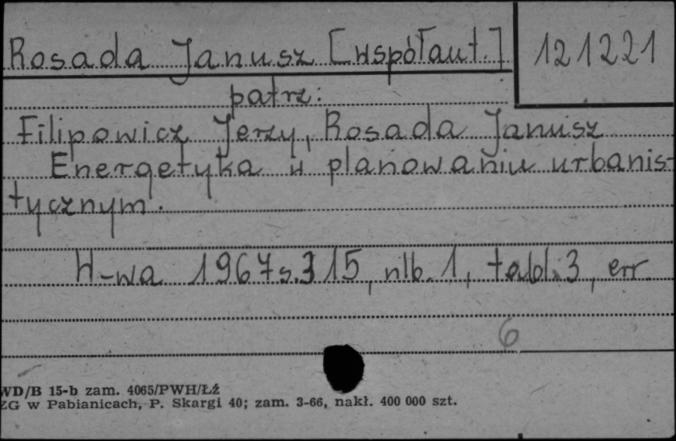 Rosada Janusz [współaut.]
121221
patrz:
Filipowicz Jerzy, Rosada Janusz
Energetyka w planowaniu urbanis-
tycznym.
W-wa 1967 s. 315, nlb. 1, tabl. 3, err.
6
WD/B 15-b zam. 4065/PWH/ŁŹ
ZG w Pabianicach, P. Skargi 40; zam. 3-66, nakł. 400 000 szt.